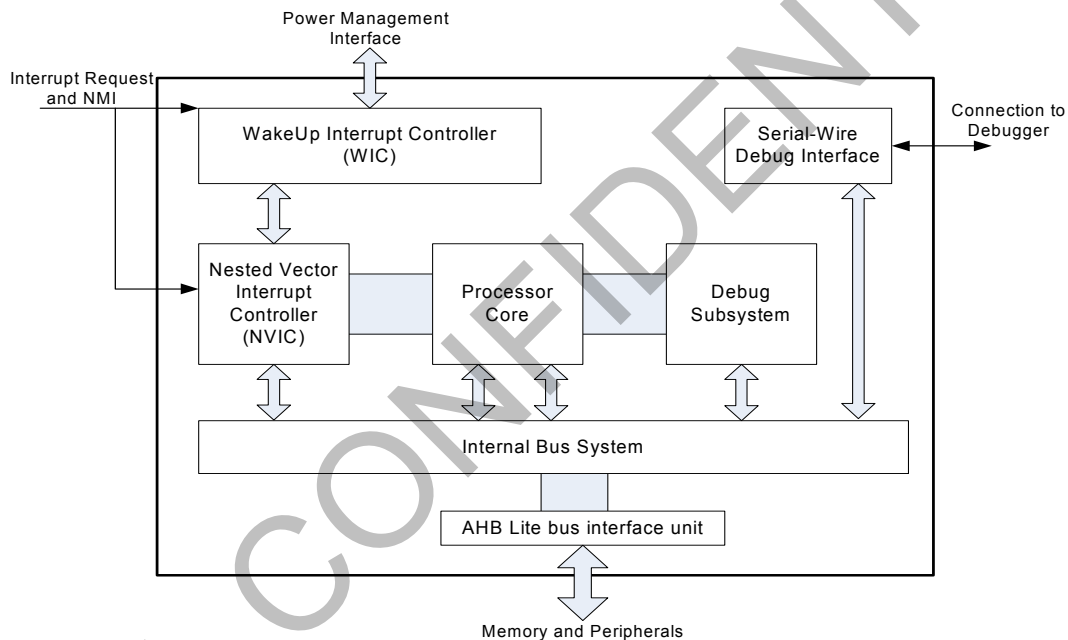 Power Management
Interface
Interrupt Request
and NMI
WakeUp Interrupt Controller
(WIC)
Serial-Wire
Debug Interface
Connection to
Debugger
Nested Vector
Interrupt
Controller
(NVIC)
Processor
Core
Debug
Subsystem
Internal Bus System
AHB Lite bus interface unit
Memory and Peripherals